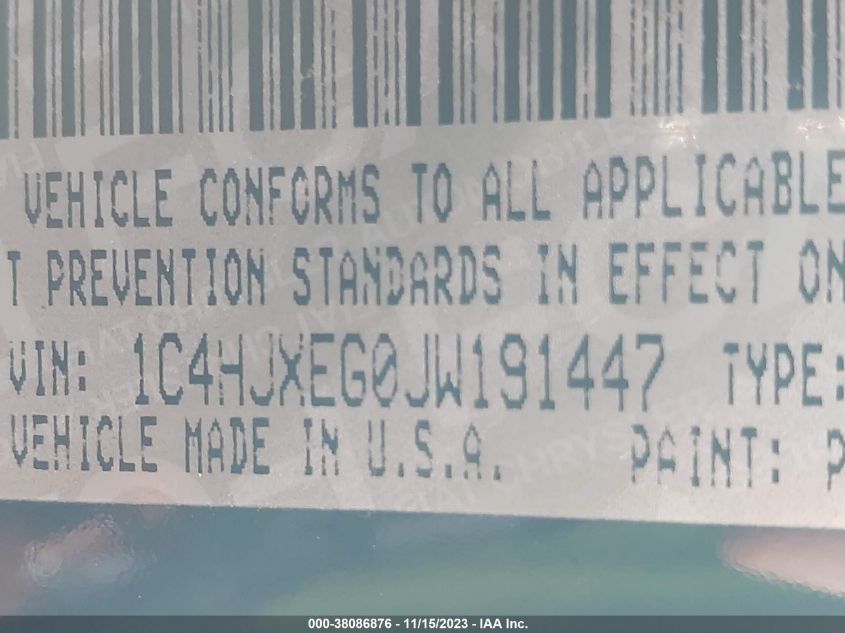 VEHICLE CONFORMS TO ALL APPLICABLE
T PREVENTION STANDARDS IN EFFECT ON
VIN: 1C4HJXEG0JW191447 TYPE:
VEHICLE MADE IN U.S.A. PAINT: P
000-38086876 - 11/15/2023 - IAA Inc.